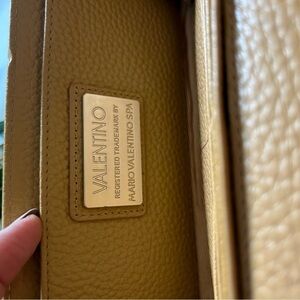 VALENTINO
REGISTERED TRADEMARK BY
MARIO VALENTINO SPA